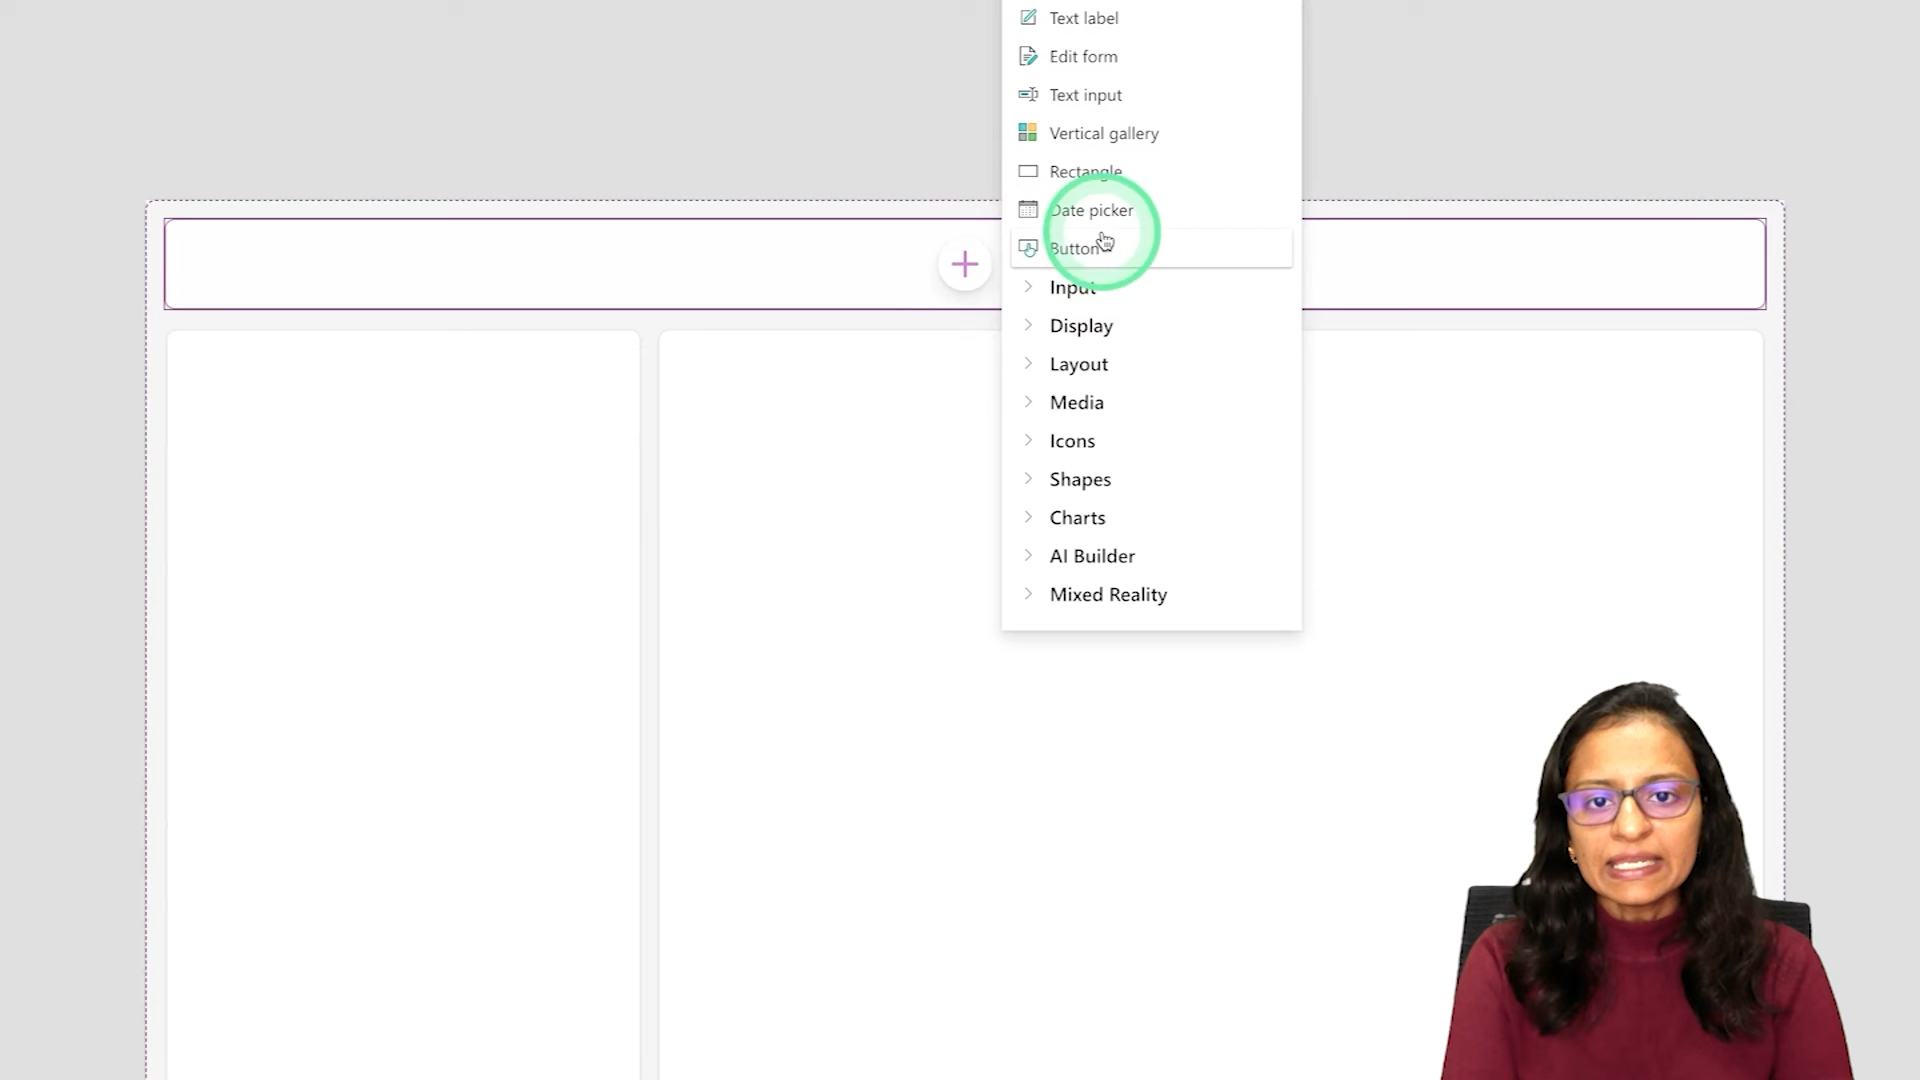 Text label
Edit form
Text input
Vertical gallery
Rectangle
Date picker
Button
Input
Display
Layout
Media
Icons
Shapes
Charts
AI Builder
Mixed Reality